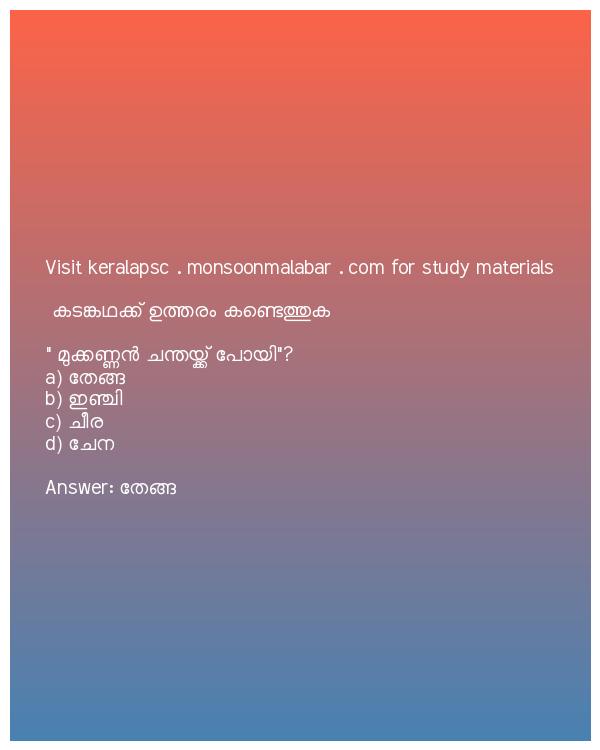 Visit keralapsc . monsoonmalabar . com for study materials
കടങ്കഥക്ക് ഉത്തരം കണ്ടെത്തുക
" മുക്കണ്ണൻ ചന്തയ്ക്ക് പോയി"?
a) തേങ്ങ
b) ഇഞ്ചി
c) ചീര
d) ചേന
Answer: തേങ്ങ